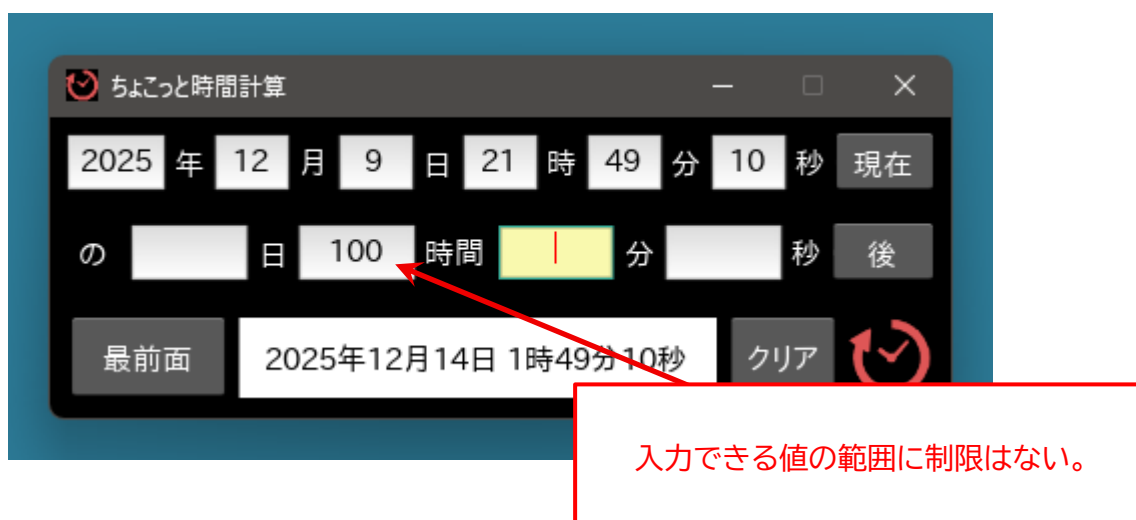 ちょこっと時間計算
2025 年 12 月 9 日 21 時 49 分 10 秒 現在
の 日 100 時間 分 秒 後
最前面 2025年12月14日 1時49分10秒 クリア
入力できる値の範囲に制限はない。